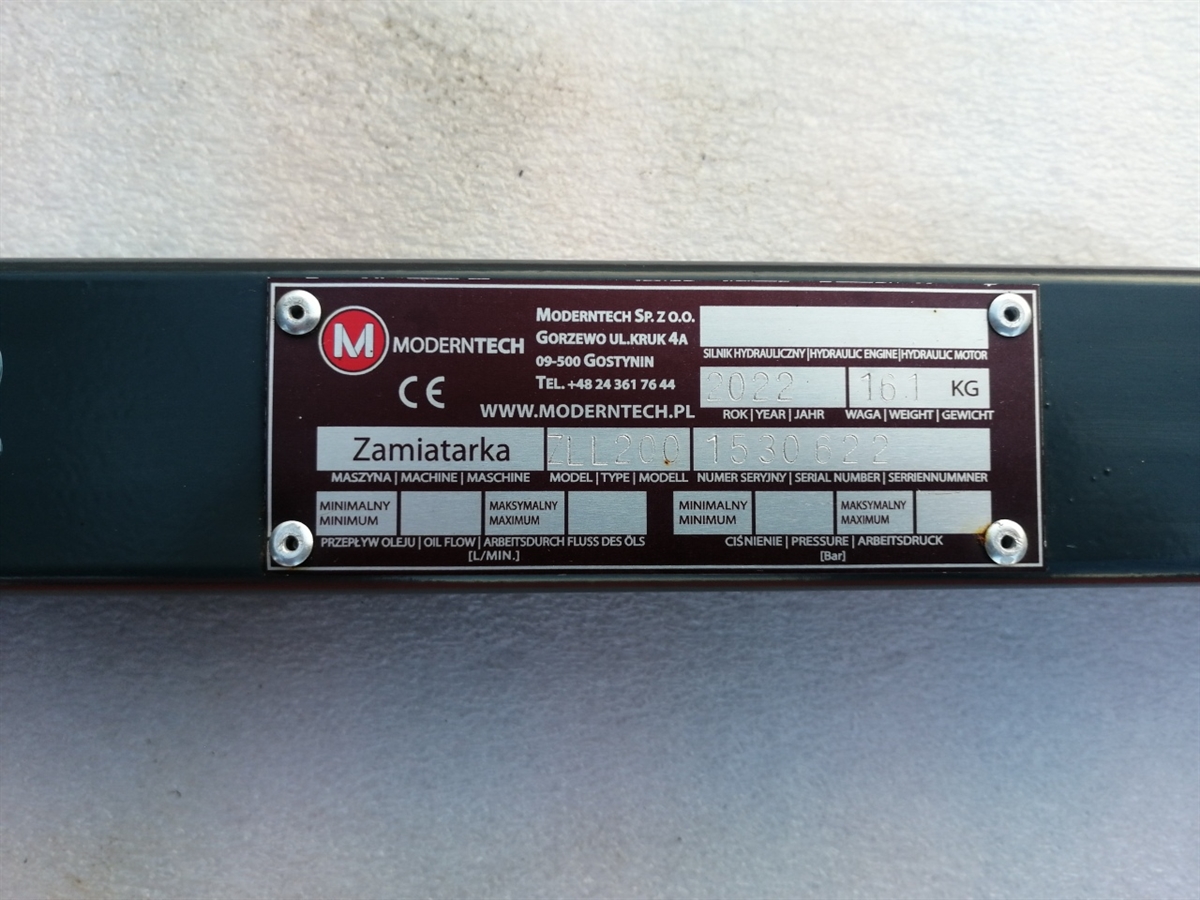 M MODERNTECH
CE
MODERNTECH SP. Z O.O.
GORZEWO UL.KRUK 4A
09-500 GOSTYNIN
TEL. +48 24 361 76 44
WWW.MODERNTECH.PL
SILNIK HYDRAULICZNY|HYDRAULIC ENGINE|HYDRAULIC MOTOR
2022 161 KG
ROK | YEAR | JAHR WAGA | WEIGHT | GEWICHT
Zamiatarka ZLL200 1530622
MASZYNA | MACHINE | MASCHINE MODEL | TYPE | MODELL NUMER SERYJNY | SERIAL NUMBER | SERRIENNUMMNER
MINIMALNY MAKSYMALNY MINIMALNY MAKSYMALNY
MINIMUM MAXIMUM MINIMUM MAXIMUM
PRZEPŁYW OLEJU | OIL FLOW | ARBEITSDURCH FLUSS DES ÖLS CIŚNIENIE | PRESSURE | ARBEITSDRUCK
[L/MIN.] [Bar]